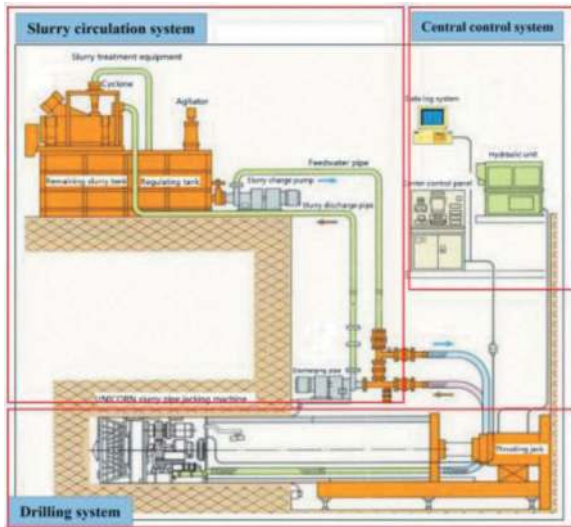 Slurry circulation system
Central control system
Slurry treatment equipment
Cyclone
Agitator
Data log system
Hydraulic unit
Feedwater pipe
Remaining slurry tank
Regulating tank
Slurry charge pump
Center control panel
Slurry discharge pipe
Discharging pipe
UNICORN slurry pipe jacking machine
Thrusting jack
Drilling system